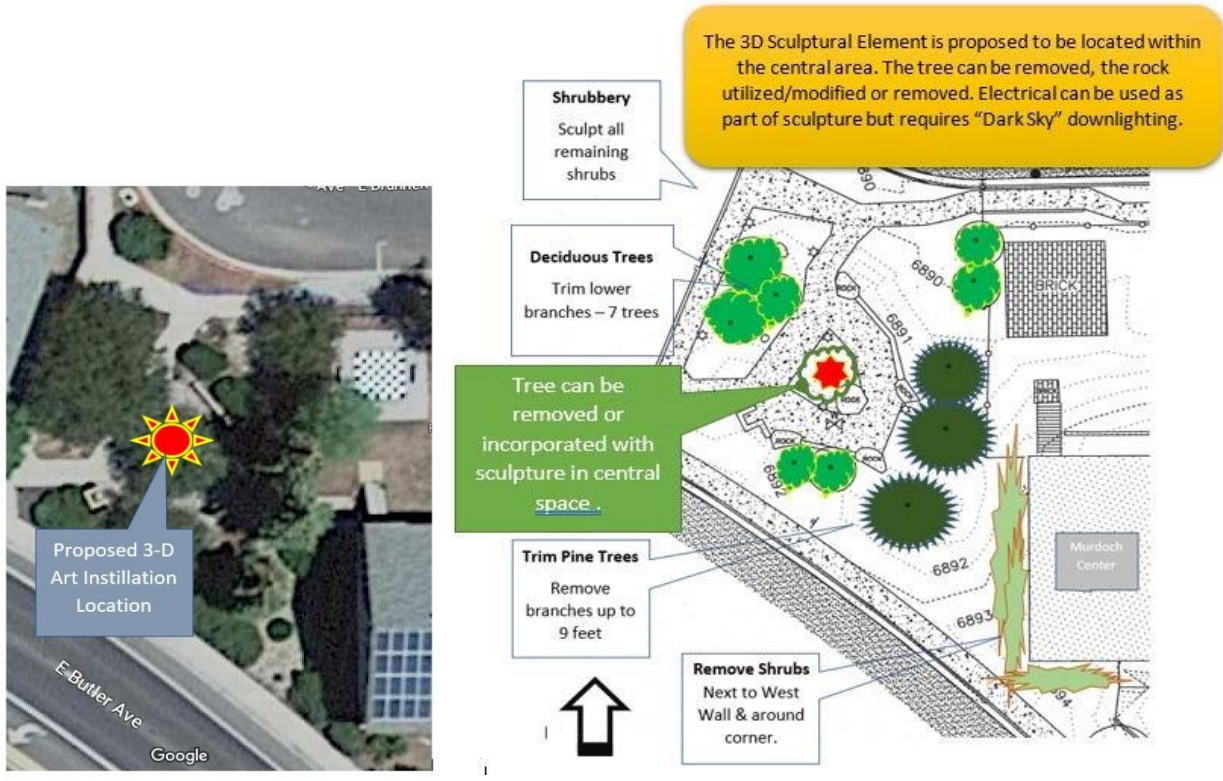 The 3D Sculptural Element is proposed to be located within
the central area. The tree can be removed, the rock
utilized/modified or removed. Electrical can be used as
part of sculpture but requires “Dark Sky” downlighting.
Shrubbery
Sculpt all
remaining
shrubs
Deciduous Trees
Trim lower
branches – 7 trees
Tree can be
removed or
incorporated with
sculpture in central
space .
Trim Pine Trees
Remove
branches up to
9 feet
Remove Shrubs
Next to West
Wall & around
corner.
Murdoch
Center
6890
6890
BRICK
6891
ROCK
ROCK
ROCK
ROCK
ROCK
BRICK
6892
6892
6893
Proposed 3-D
Art Instillation
Location
E Butler Ave
Google